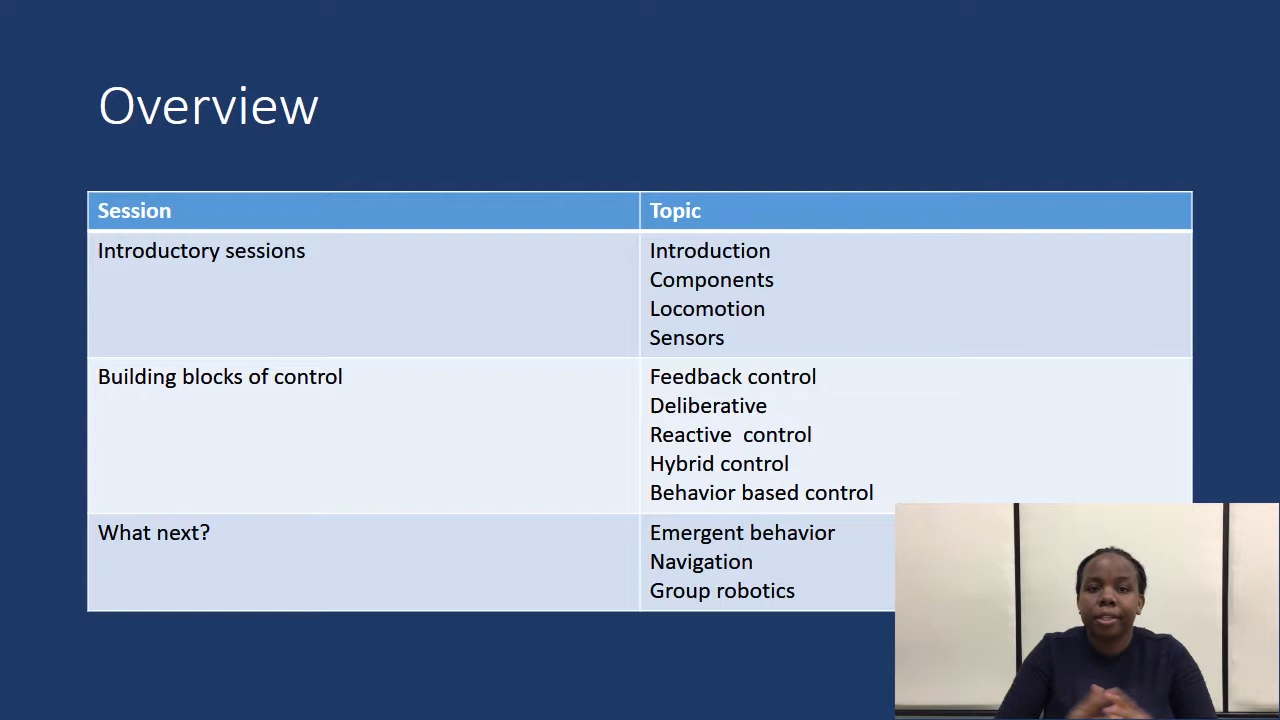 Overview
Session
Topic
Introductory sessions
Introduction
Components
Locomotion
Sensors
Building blocks of control
Feedback control
Deliberative
Reactive  control
Hybrid control
Behavior based control
What next?
Emergent behavior
Navigation
Group robotics